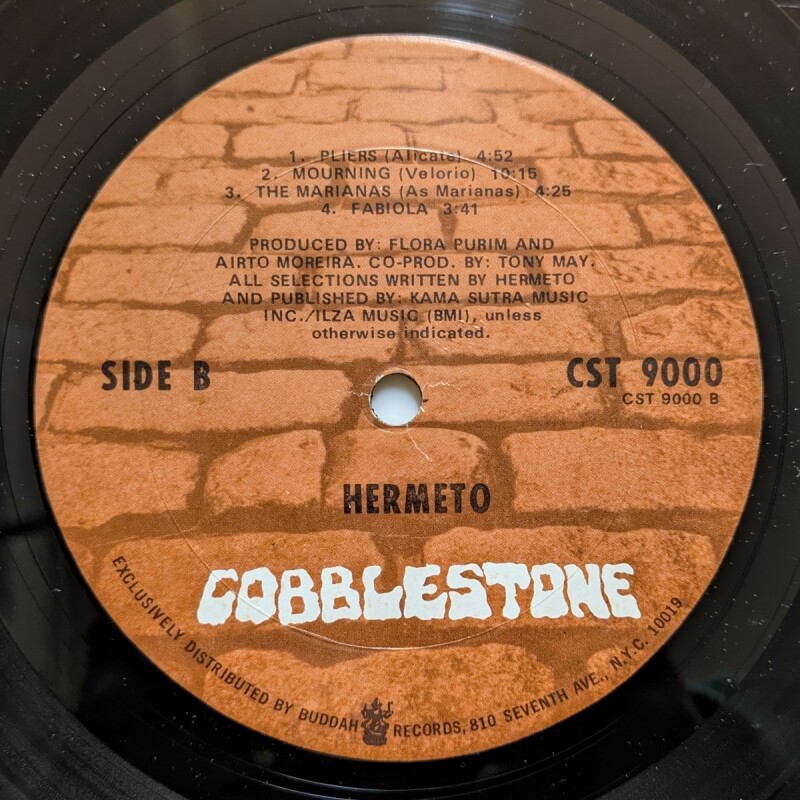 1. PLIERS (Alicate) 4:52
2. MOURNING (Velorio) 10:15
3. THE MARIANAS (As Marianas) 4:25
4. FABIOLA 3:41
PRODUCED BY: FLORA PURIM AND
AIRTO MOREIRA. CO-PROD. BY: TONY MAY.
ALL SELECTIONS WRITTEN BY HERMETO
AND PUBLISHED BY: KAMA SUTRA MUSIC
INC./ILZA MUSIC (BMI), unless
otherwise indicated.
SIDE B
CST 9000
CST 9000 B
HERMETO
COBBLESTONE
EXCLUSIVELY DISTRIBUTED BY BUDDAH RECORDS, 810 SEVENTH AVE., N.Y.C. 10019